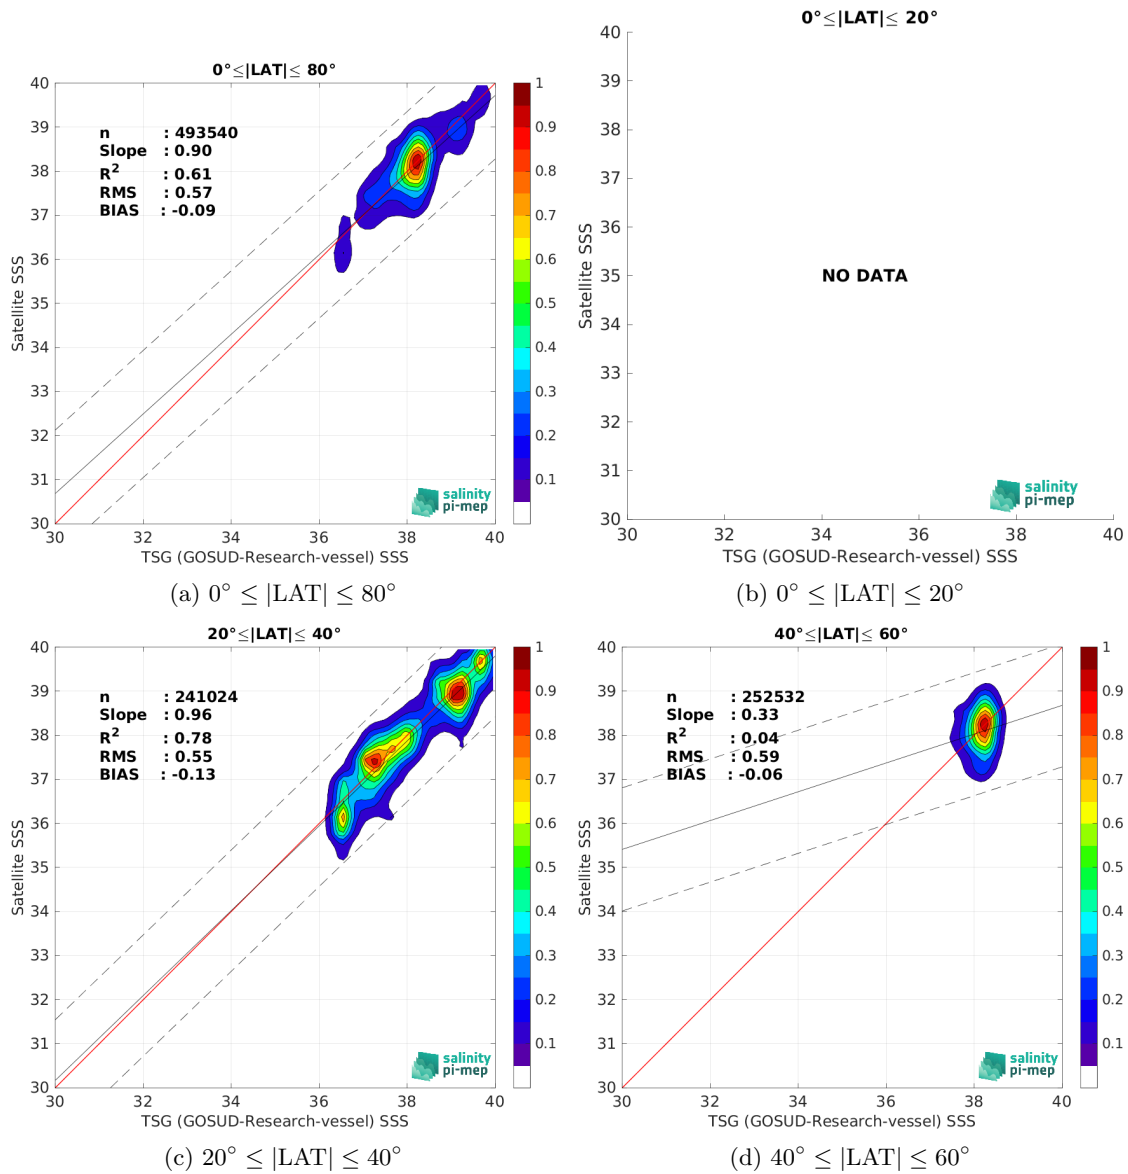 0°≤|LAT|≤ 80°
n : 493540
Slope : 0.90
R² : 0.61
RMS : 0.57
BIAS : -0.09
40
39
38
37
36
35
34
33
32
31
30
30 32 34 36 38 40
Satellite SSS
TSG (GOSUD-Research-vessel) SSS
1
0.9
0.8
0.7
0.6
0.5
0.4
0.3
0.2
0.1
salinity
pi-mep
(a) 0° ≤ |LAT| ≤ 80°
0°≤|LAT|≤ 20°
NO DATA
40
39
38
37
36
35
34
33
32
31
30
30 32 34 36 38 40
Satellite SSS
TSG (GOSUD-Research-vessel) SSS
salinity
pi-mep
(b) 0° ≤ |LAT| ≤ 20°
20°≤|LAT|≤ 40°
n : 241024
Slope : 0.96
R² : 0.78
RMS : 0.55
BIAS : -0.13
40
39
38
37
36
35
34
33
32
31
30
30 32 34 36 38 40
Satellite SSS
TSG (GOSUD-Research-vessel) SSS
1
0.9
0.8
0.7
0.6
0.5
0.4
0.3
0.2
0.1
salinity
pi-mep
(c) 20° ≤ |LAT| ≤ 40°
40°≤|LAT|≤ 60°
n : 252532
Slope : 0.33
R² : 0.04
RMS : 0.59
BIAS : -0.06
40
39
38
37
36
35
34
33
32
31
30
30 32 34 36 38 40
Satellite SSS
TSG (GOSUD-Research-vessel) SSS
1
0.9
0.8
0.7
0.6
0.5
0.4
0.3
0.2
0.1
salinity
pi-mep
(d) 40° ≤ |LAT| ≤ 60°